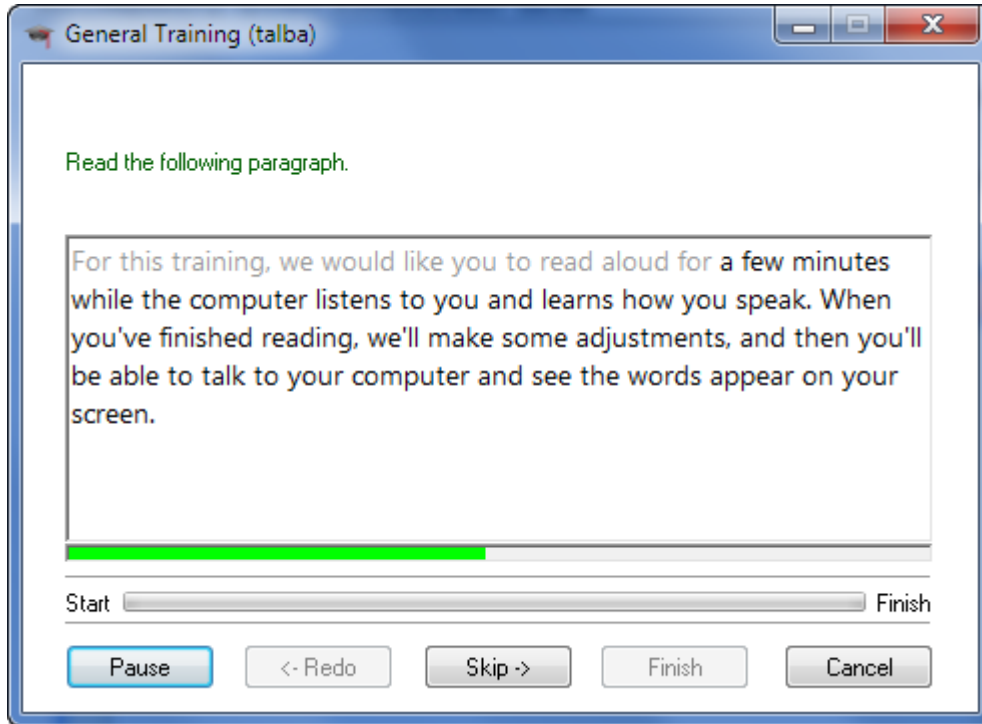 General Training (talba)
Read the following paragraph.
For this training, we would like you to read aloud for a few minutes
while the computer listens to you and learns how you speak. When
you've finished reading, we'll make some adjustments, and then you'll
be able to talk to your computer and see the words appear on your
screen.
Start Finish
Pause <- Redo Skip -> Finish Cancel